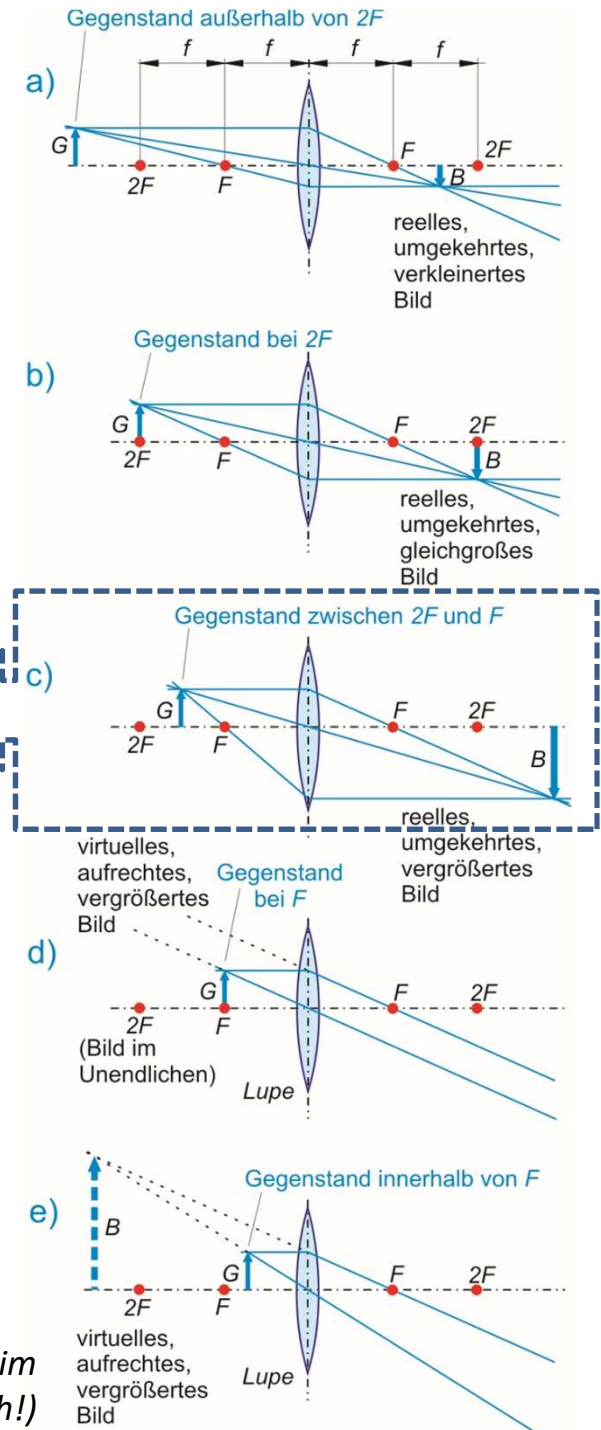 Gegenstand außerhalb von 2F
f f f f
a)
G
2F F F 2F
B
reelles,
umgekehrtes,
verkleinertes
Bild
Gegenstand bei 2F
b)
G
2F F F 2F
B
reelles,
umgekehrtes,
gleichgroßes
Bild
Gegenstand zwischen 2F und F
c)
G
2F F F 2F
B
reelles,
umgekehrtes,
vergrößertes
Bild
virtuelles,
aufrechtes,
vergrößertes
Bild
Gegenstand
bei F
d)
G
2F F F 2F
(Bild im
Unendlichen)
Lupe
Gegenstand innerhalb von F
e)
B
G
2F F F 2F
virtuelles,
aufrechtes,
vergrößertes
Bild
Lupe
im
h!)